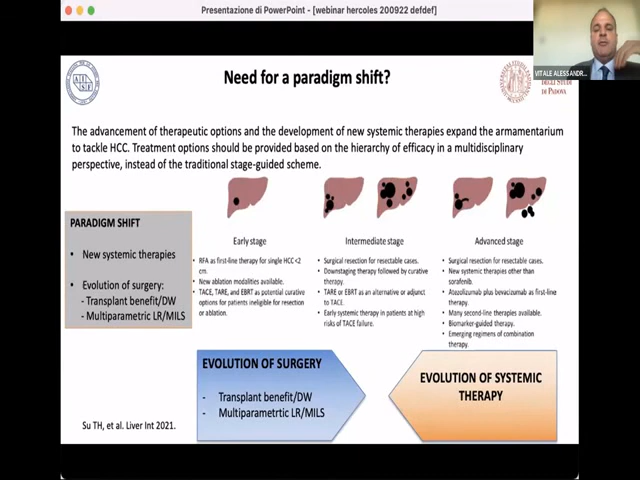 Presentazione di PowerPoint - [webinar hercoles 200922 defdef]
VITALE ALESSANDR...
Need for a paradigm shift?
DEGLI STUDI
DI PADOVA
The advancement of therapeutic options and the development of new systemic therapies expand the armamentarium
to tackle HCC. Treatment options should be provided based on the hierarchy of efficacy in a multidisciplinary
perspective, instead of the traditional stage-guided scheme.
PARADIGM SHIFT
• New systemic therapies
• Evolution of surgery:
- Transplant benefit/DW
- Multiparametric LR/MILS
Early stage
• RFA as first-line therapy for single HCC <2
cm.
• New ablation modalities available.
• TACE, TARE, and EBRT as potential curative
options for patients ineligible for resection
or ablation.
Intermediate stage
• Surgical resection for resectable cases.
• Downstaging therapy followed by curative
therapy.
• TARE or EBRT as an alternative or adjunct
to TACE.
• Early systemic therapy in patients at high
risks of TACE failure.
Advanced stage
• Surgical resection for resectable cases.
• New systemic therapies other than
sorafenib.
• Atezolizumab plus bevacizumab as first-line
therapy.
• Many second-line therapies available.
• Biomarker-guided therapy.
• Emerging regimens of combination
therapy.
EVOLUTION OF SURGERY
- Transplant benefit/DW
- Multiparametrtic LR/MILS
EVOLUTION OF SYSTEMIC
THERAPY
Su TH, et al. Liver Int 2021.